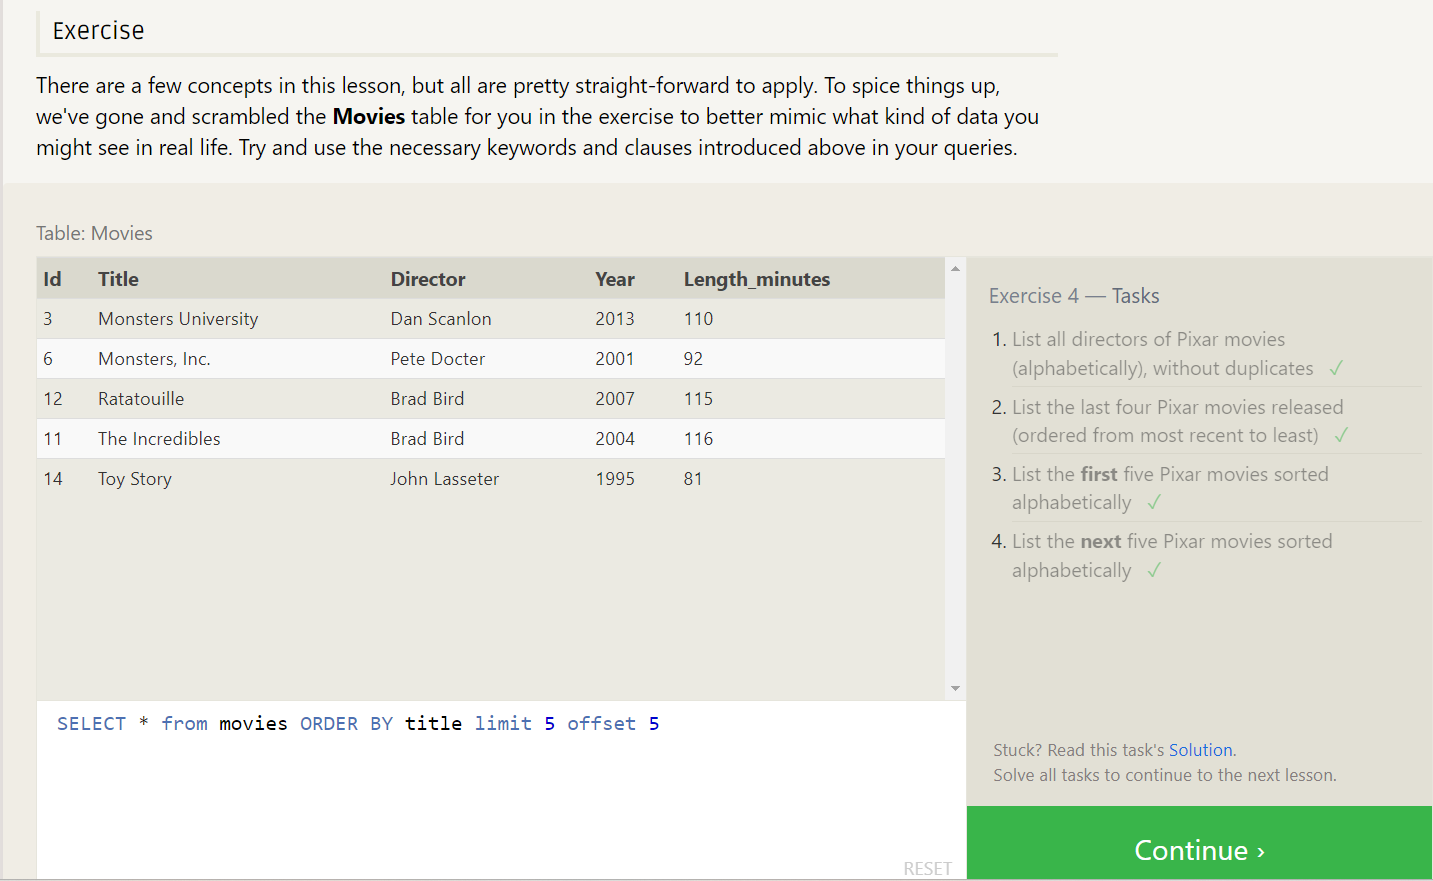 Exercise
There are a few concepts in this lesson, but all are pretty straight-forward to apply. To spice things up,
we've gone and scrambled the Movies table for you in the exercise to better mimic what kind of data you
might see in real life. Try and use the necessary keywords and clauses introduced above in your queries.
Table: Movies
Id Title Director Year Length_minutes
3 Monsters University Dan Scanlon 2013 110
6 Monsters, Inc. Pete Docter 2001 92
12 Ratatouille Brad Bird 2007 115
11 The Incredibles Brad Bird 2004 116
14 Toy Story John Lasseter 1995 81
SELECT * from movies ORDER BY title limit 5 offset 5
RESET
Exercise 4 — Tasks
1. List all directors of Pixar movies
(alphabetically), without duplicates ✓
2. List the last four Pixar movies released
(ordered from most recent to least) ✓
3. List the first five Pixar movies sorted
alphabetically ✓
4. List the next five Pixar movies sorted
alphabetically ✓
Stuck? Read this task's Solution.
Solve all tasks to continue to the next lesson.
Continue ›